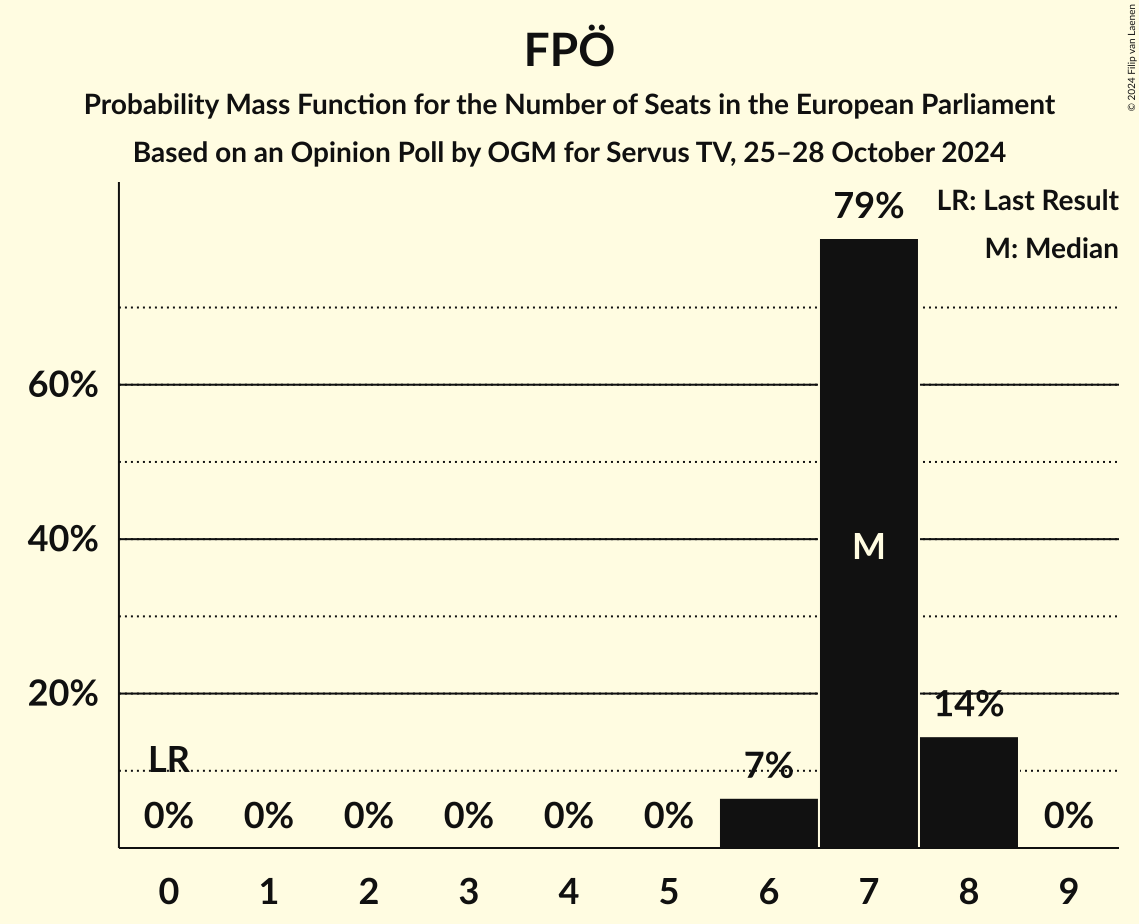 FPÖ
Probability Mass Function for the Number of Seats in the European Parliament
Based on an Opinion Poll by OGM for Servus TV, 25–28 October 2024
© 2024 Filip van Laenen
LR: Last Result
M: Median
79%
60%
40%
M
20%
14%
LR
7%
0% 0% 0% 0% 0% 0% 0%
0 1 2 3 4 5 6 7 8 9